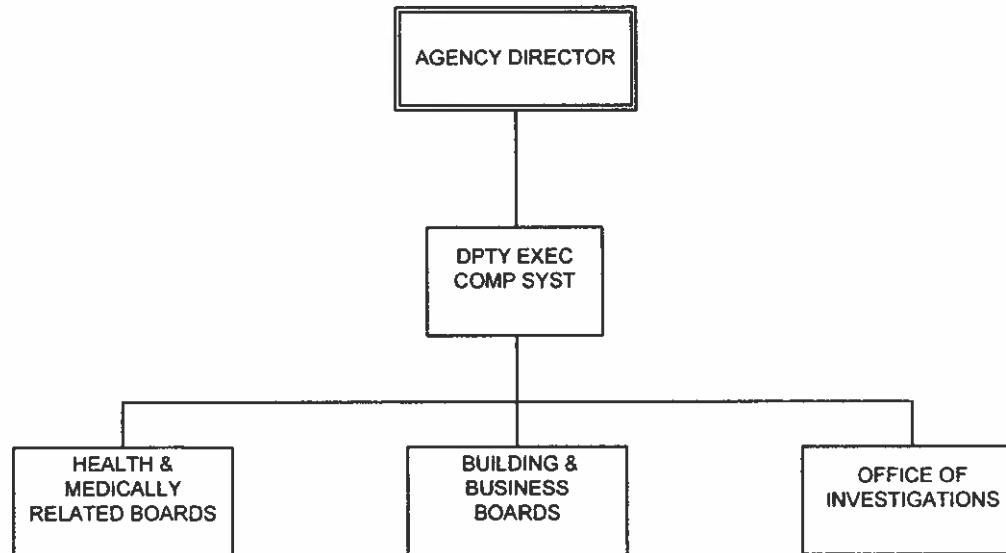 AGENCY DIRECTOR
DPTY EXEC
COMP SYST
HEALTH &
MEDICALLY
RELATED BOARDS
BUILDING &
BUSINESS
BOARDS
OFFICE OF
INVESTIGATIONS